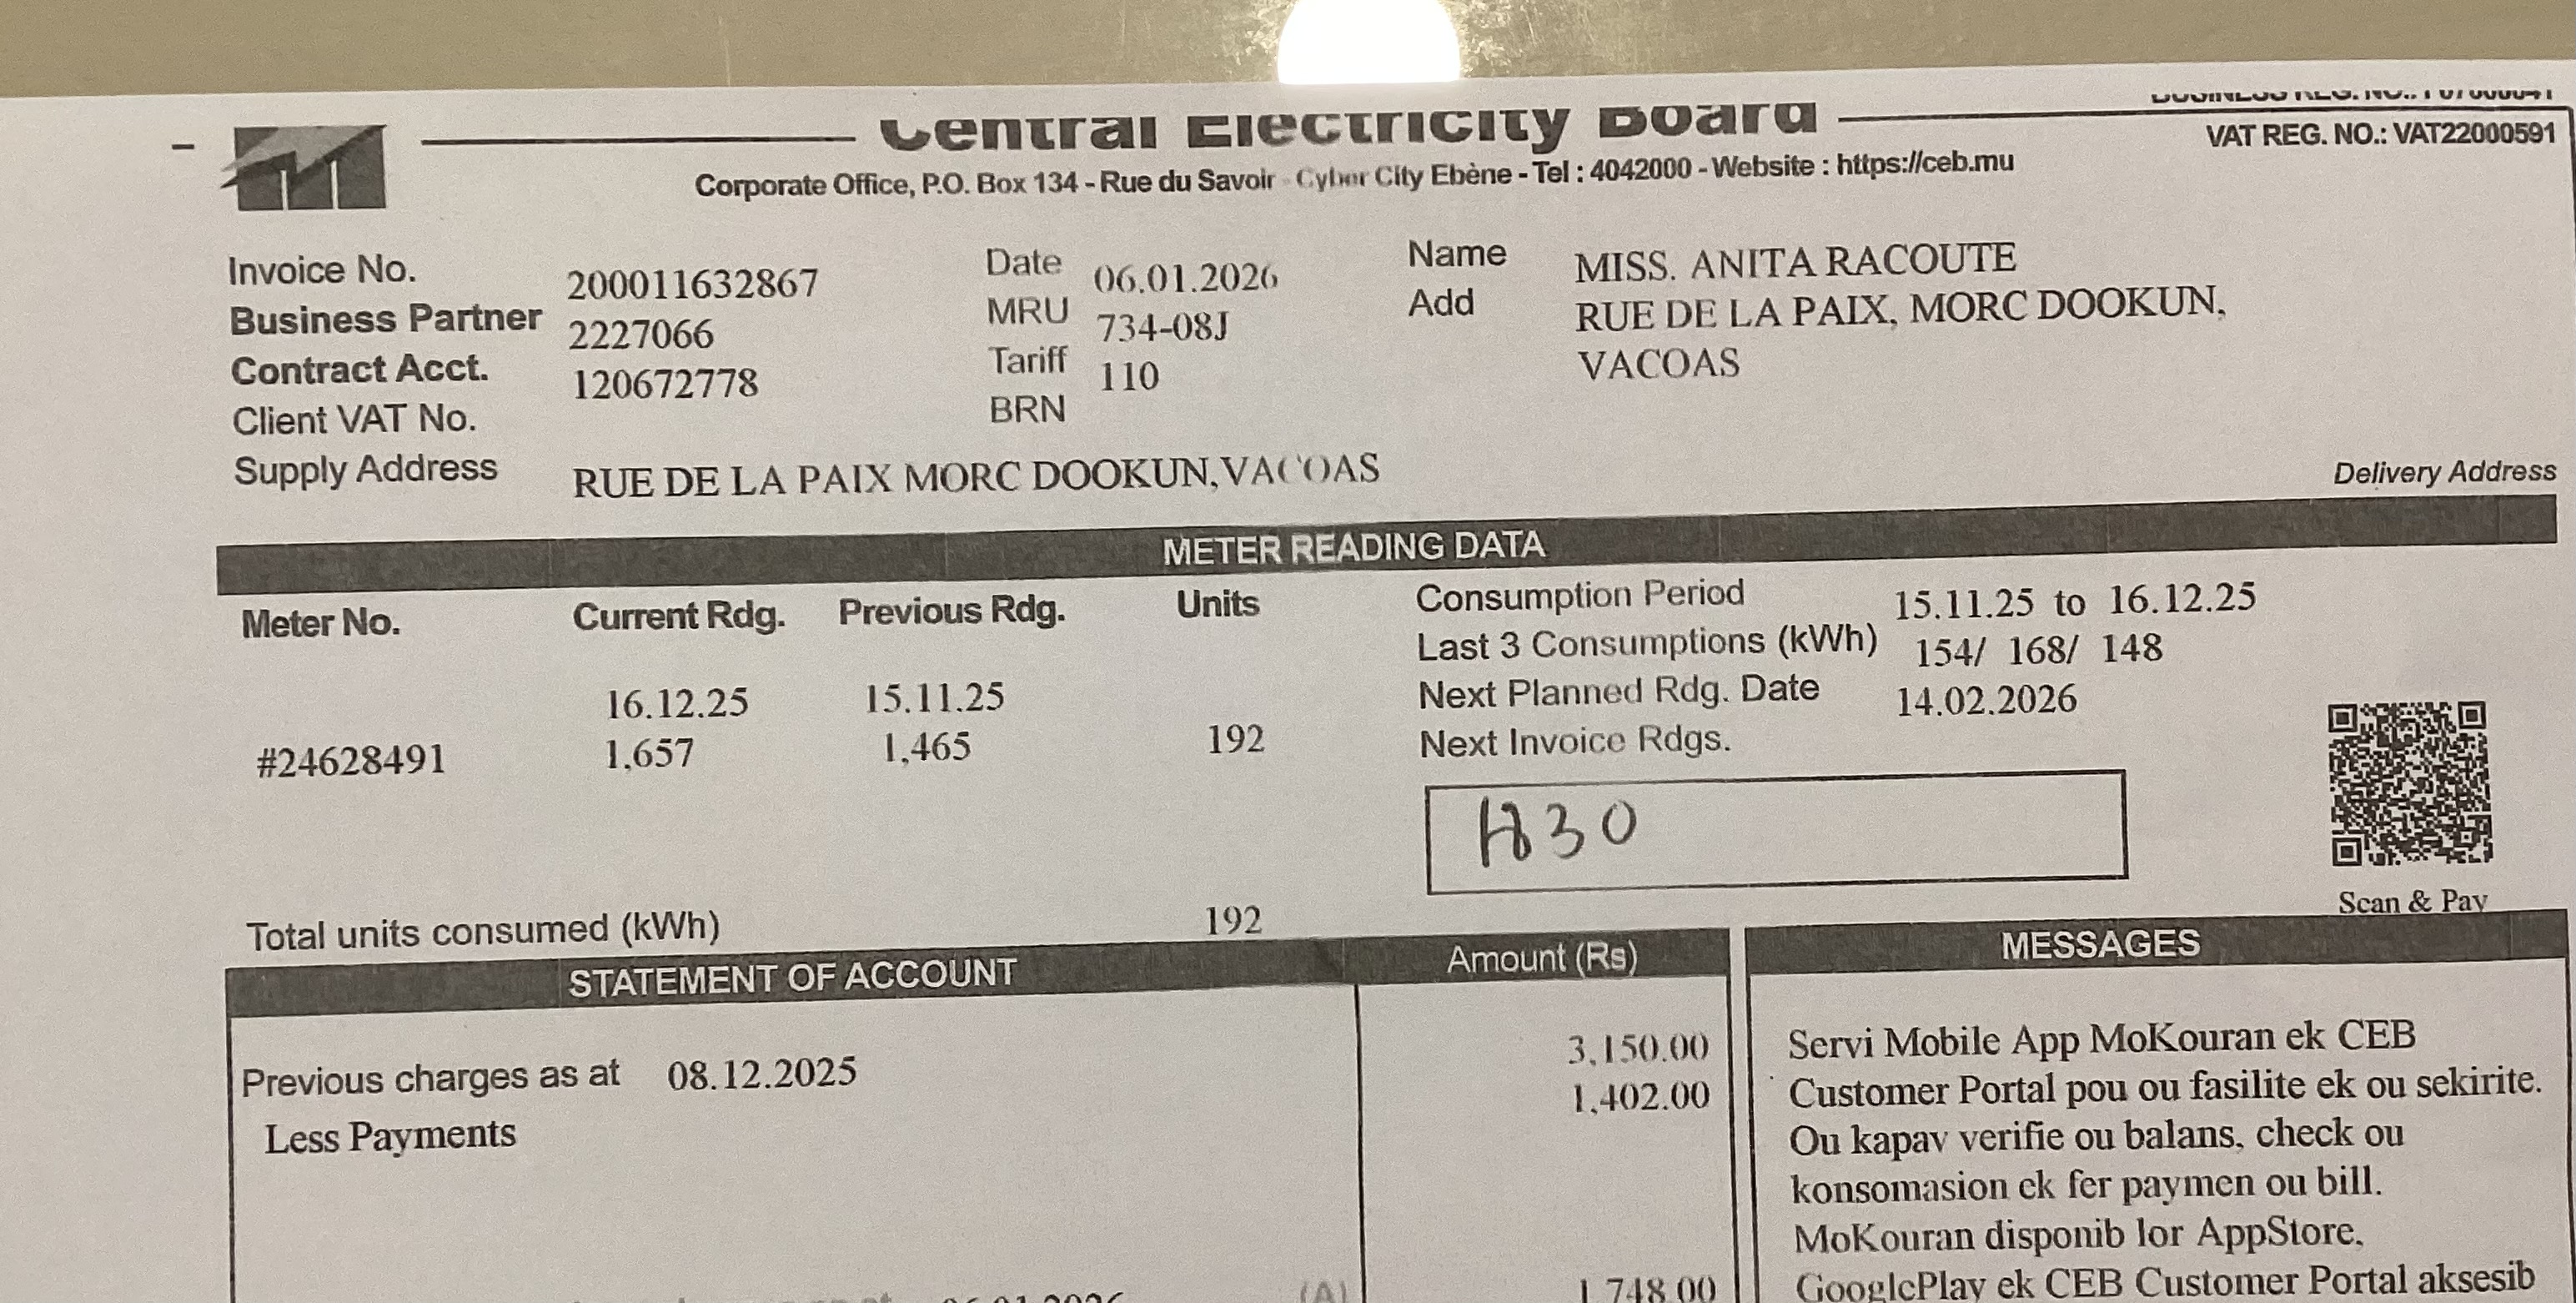 Central Electricity Board
VAT REG. NO.: VAT22000591
Corporate Office, P.O. Box 134 - Rue du Savoir - Cyber City Ebène - Tel : 4042000 - Website : https://ceb.mu
Invoice No. 200011632867
Business Partner 2227066
Contract Acct. 120672778
Client VAT No.
Supply Address RUE DE LA PAIX MORC DOOKUN,VACOAS
Date 06.01.2026
MRU 734-08J
Tariff 110
BRN
Name MISS. ANITA RACOUTE
Add RUE DE LA PAIX, MORC DOOKUN,
VACOAS
Delivery Address
METER READING DATA
Meter No. Current Rdg. Previous Rdg. Units
16.12.25 15.11.25
#24628491 1,657 1,465 192
Total units consumed (kWh) 192
Consumption Period 15.11.25 to 16.12.25
Last 3 Consumptions (kWh) 154/ 168/ 148
Next Planned Rdg. Date 14.02.2026
Next Invoice Rdgs.
Scan & Pay
STATEMENT OF ACCOUNT Amount (Rs)
Previous charges as at 08.12.2025 3,150.00
Less Payments 1,402.00
06.01.2026 (A) 1,748.00
MESSAGES
Servi Mobile App MoKouran ek CEB
Customer Portal pou ou fasilite ek ou sekirite.
Ou kapav verifie ou balans, check ou
konsomasion ek fer paymen ou bill.
MoKouran disponib lor AppStore,
GooglePlay ek CEB Customer Portal aksesib